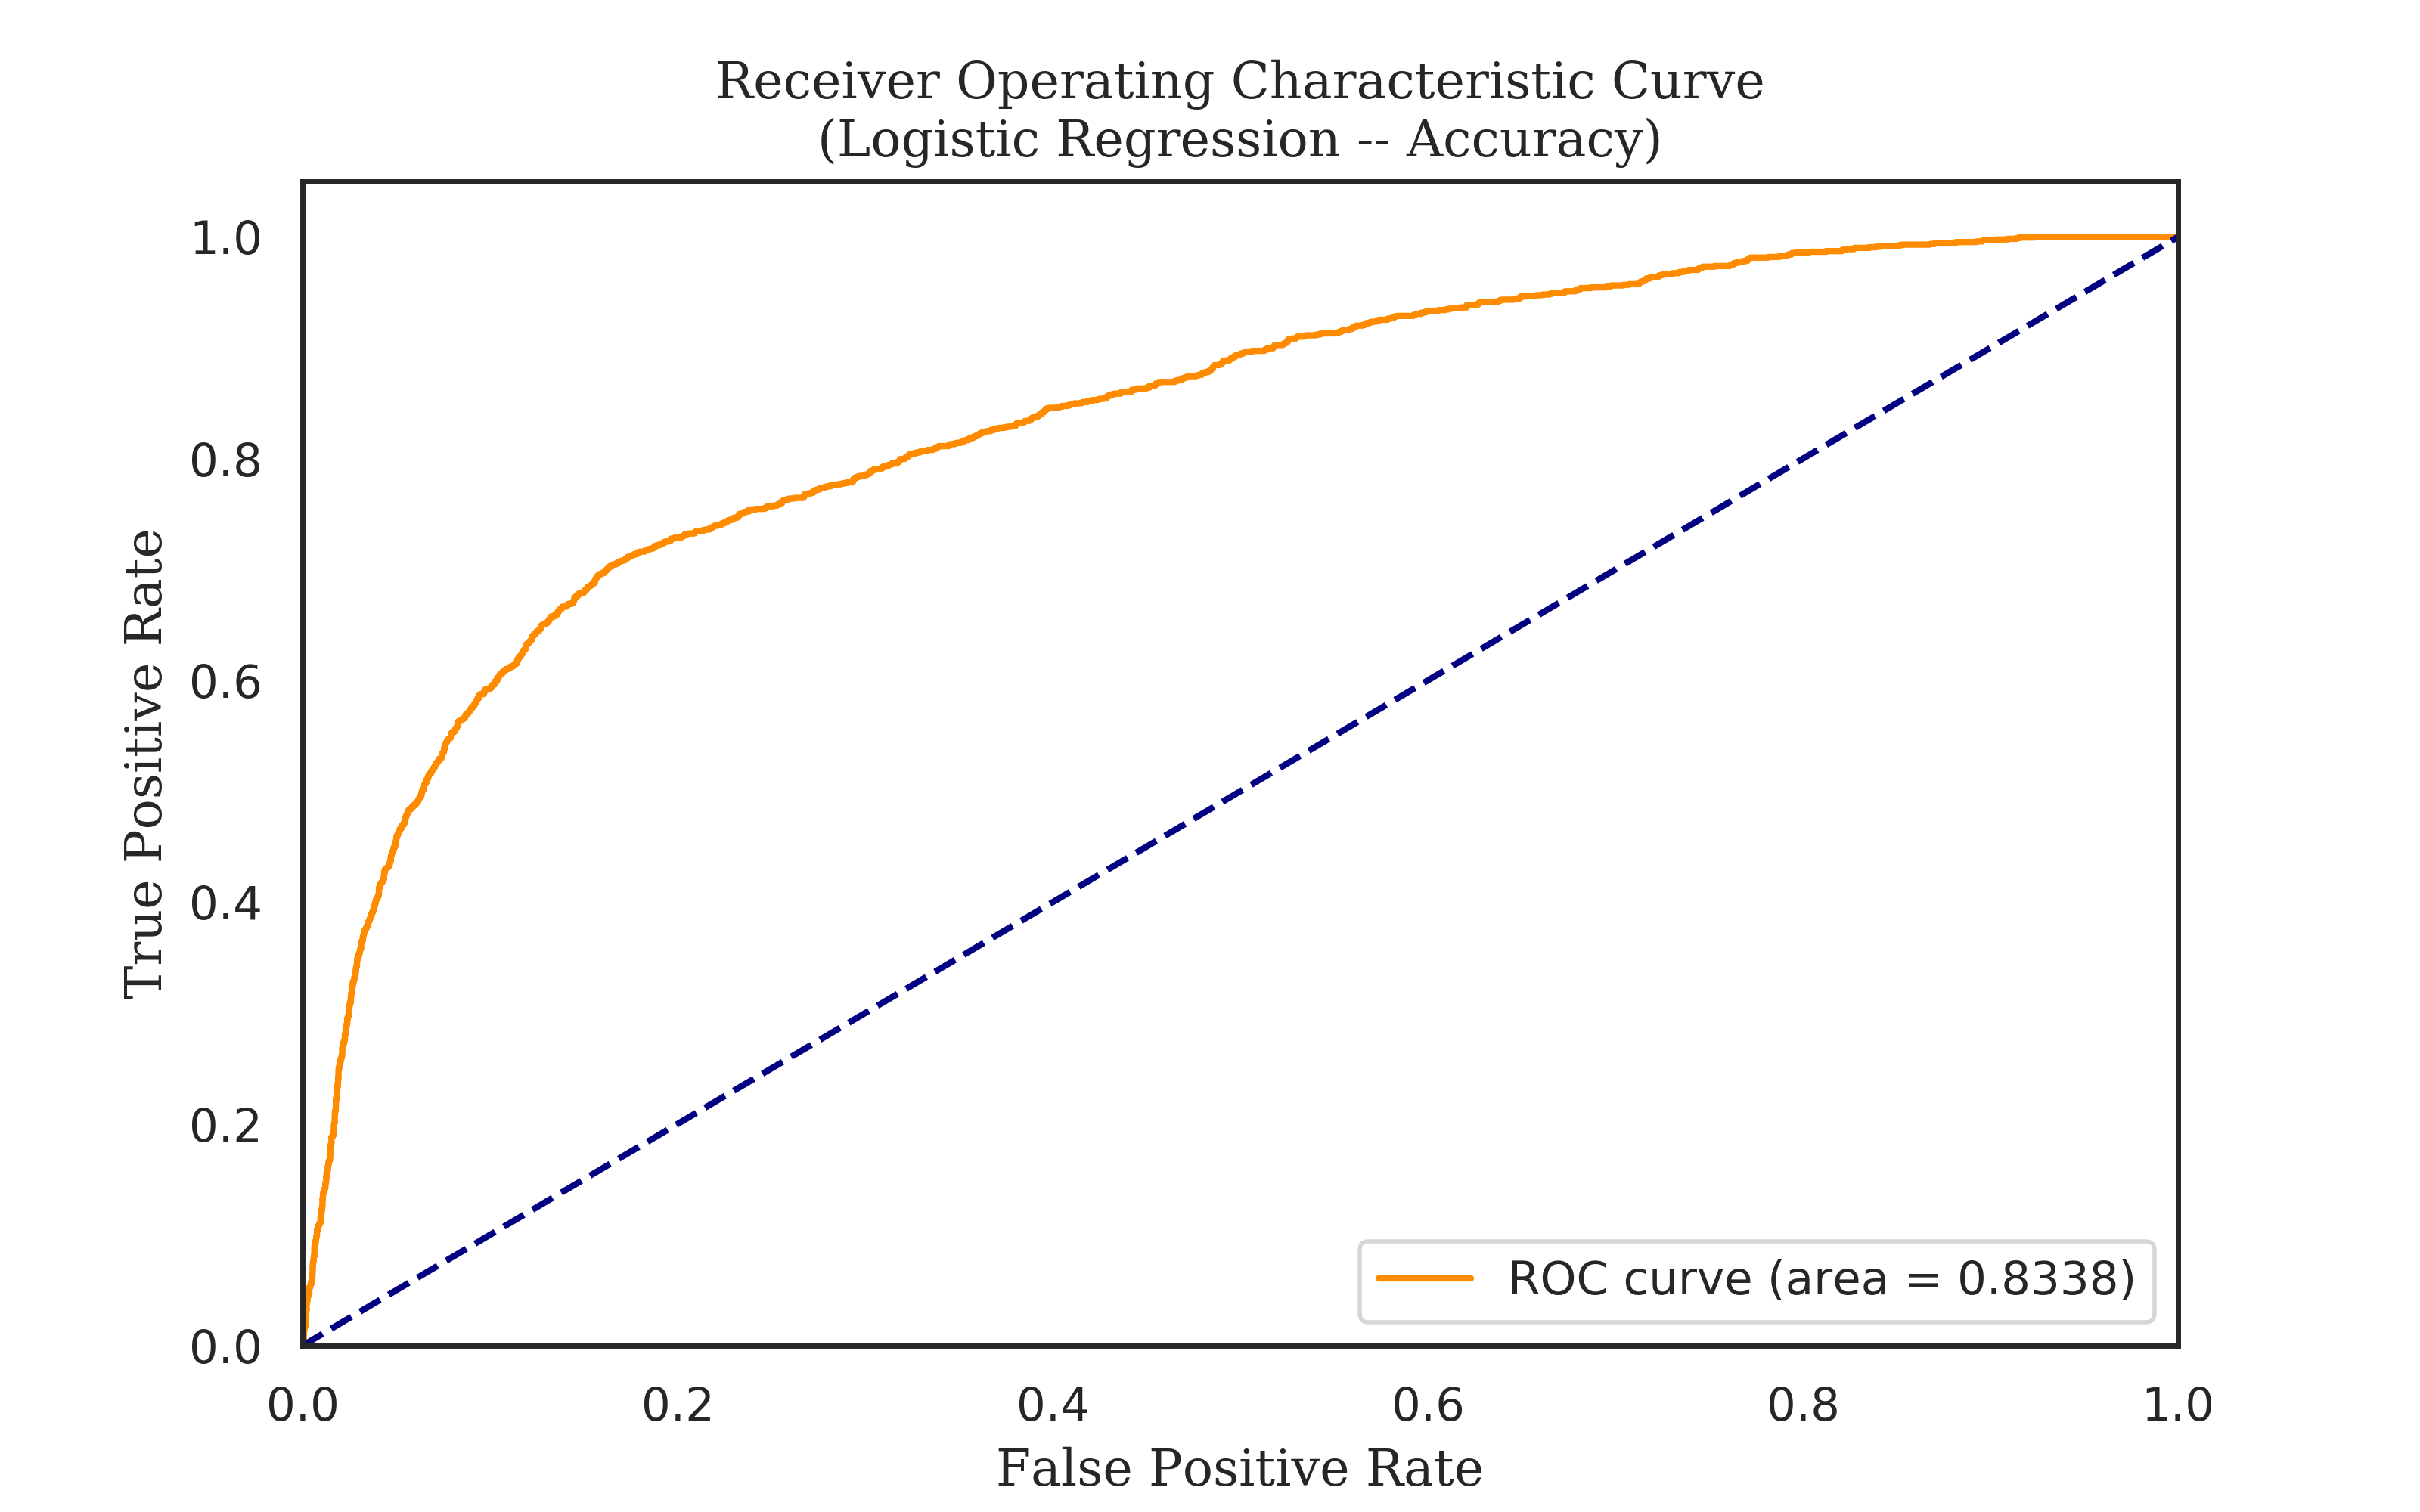 Receiver Operating Characteristic Curve
(Logistic Regression -- Accuracy)
True Positive Rate
1.0
0.8
0.6
0.4
0.2
0.0
ROC curve (area = 0.8338)
0.0 0.2 0.4 0.6 0.8 1.0
False Positive Rate